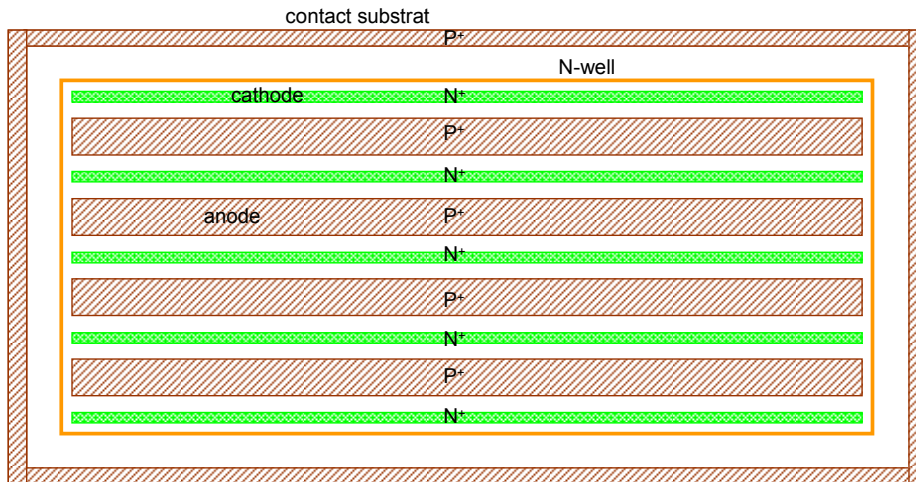 contact substrat
P+
N-well
cathode
N+
P+
N+
anode
P+
N+
P+
N+
P+
N+